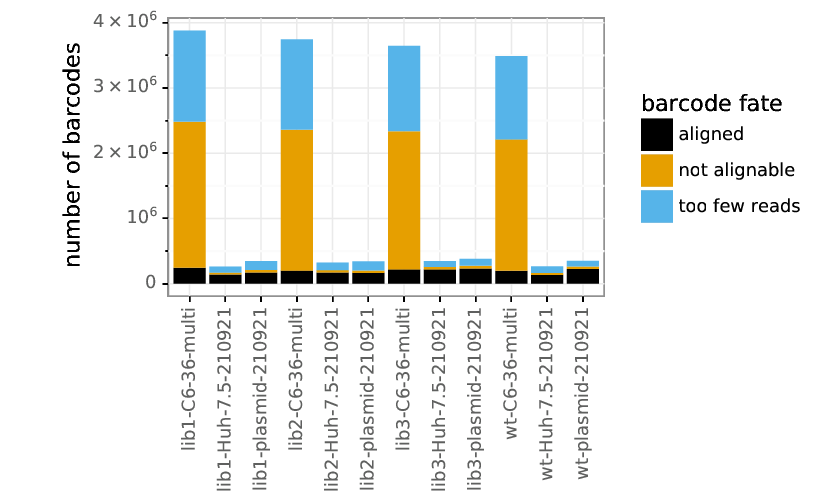 4 × 10⁶
3 × 10⁶
2 × 10⁶
10⁶
0
number of barcodes
lib1-C6-36-multi
lib1-Huh-7.5-210921
lib1-plasmid-210921
lib2-C6-36-multi
lib2-Huh-7.5-210921
lib2-plasmid-210921
lib3-C6-36-multi
lib3-Huh-7.5-210921
lib3-plasmid-210921
wt-C6-36-multi
wt-Huh-7.5-210921
wt-plasmid-210921
barcode fate
aligned
not alignable
too few reads